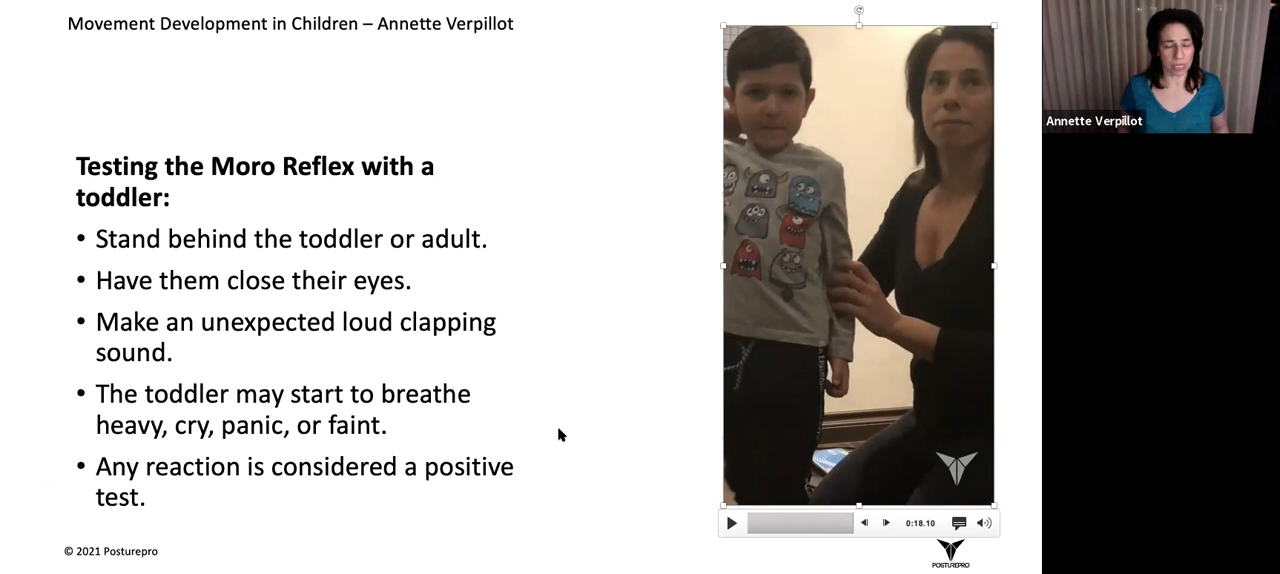 Movement Development in Children – Annette Verpillot
Testing the Moro Reflex with a
toddler:
• Stand behind the toddler or adult.
• Have them close their eyes.
• Make an unexpected loud clapping
sound.
• The toddler may start to breathe
heavy, cry, panic, or faint.
• Any reaction is considered a positive
test.
© 2021 Posturepro
0:18.10
POSTUREPRO
Annette Verpillot